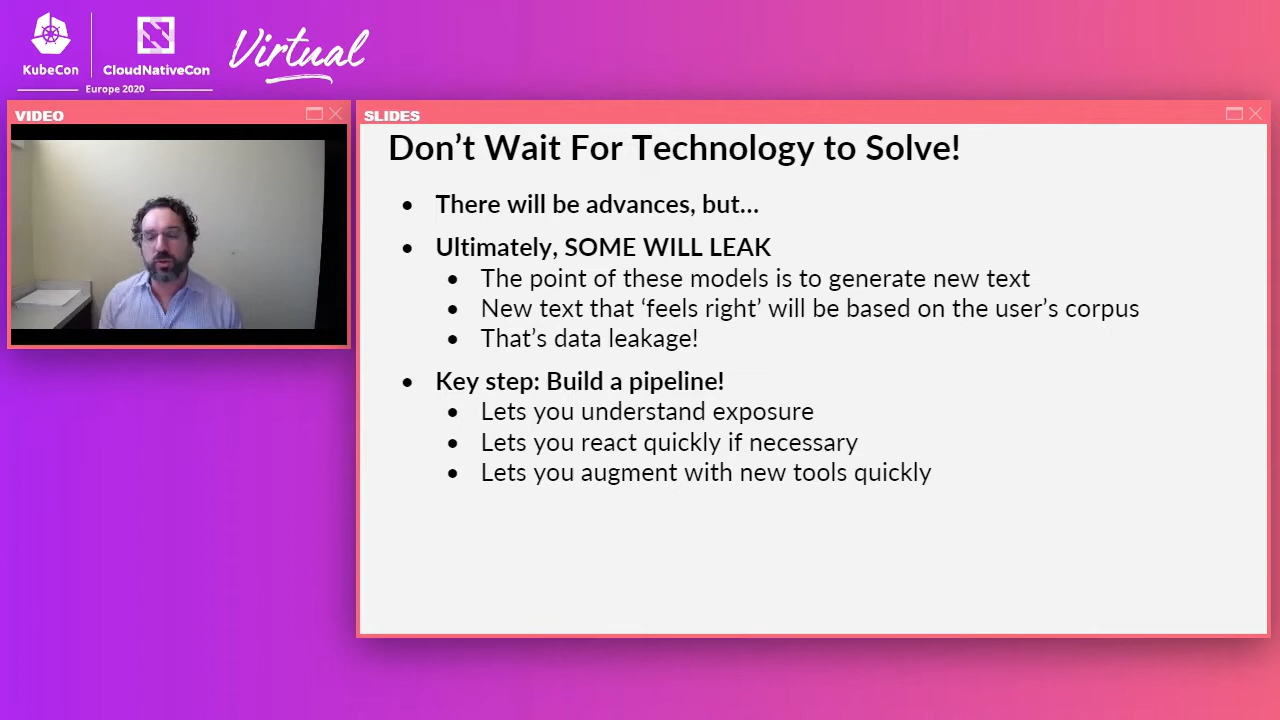 KubeCon
CloudNativeCon
Europe 2020
Virtual
VIDEO
SLIDES
Don’t Wait For Technology to Solve!
• There will be advances, but…
• Ultimately, SOME WILL LEAK
• The point of these models is to generate new text
• New text that ‘feels right’ will be based on the user’s corpus
• That’s data leakage!
• Key step: Build a pipeline!
• Lets you understand exposure
• Lets you react quickly if necessary
• Lets you augment with new tools quickly